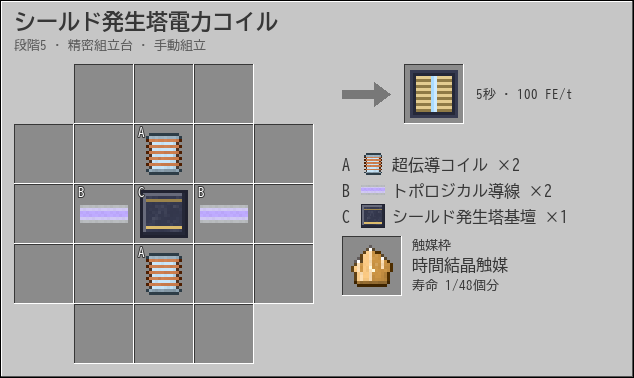 シールド発生塔電力コイル
段階5 · 精密組立台 · 手動組立
A
B
C
B
A
5秒 · 100 FE/t
A 超伝導コイル ×2
B トポロジカル導線 ×2
C シールド発生塔基壇 ×1
触媒枠
時間結晶触媒
寿命 1/48個分